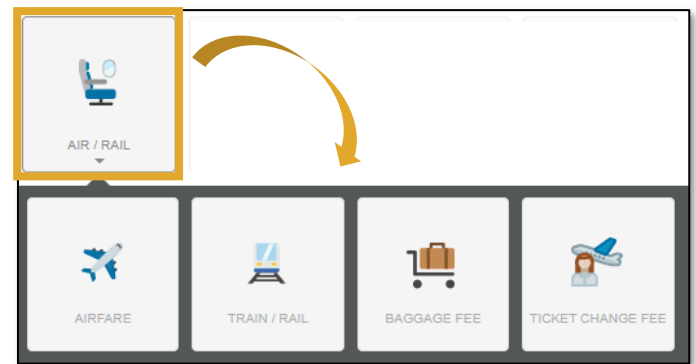 AIR / RAIL
AIRFARE
TRAIN / RAIL
BAGGAGE FEE
TICKET CHANGE FEE